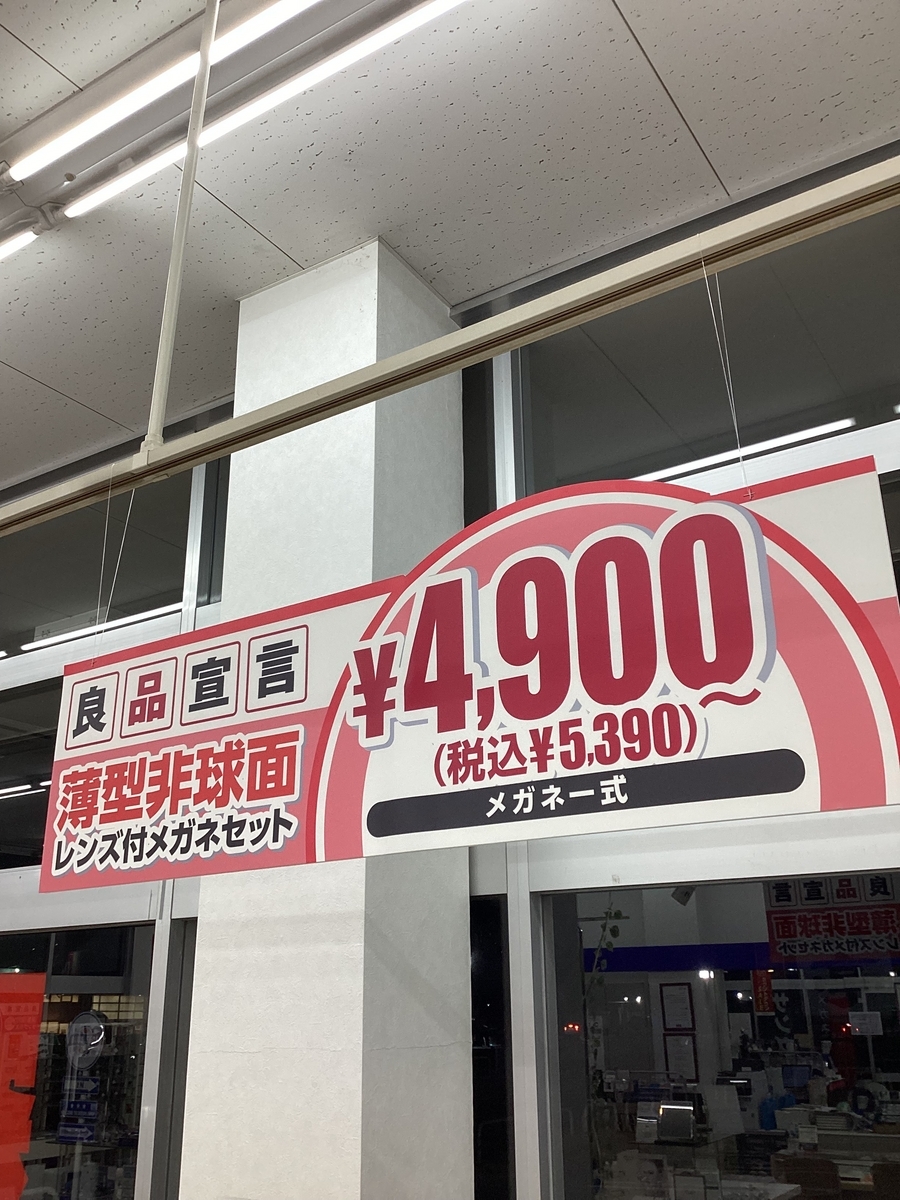 良品宣言
薄型非球面
レンズ付メガネセット
¥4,900～
(税込¥5,390)
メガネ一式